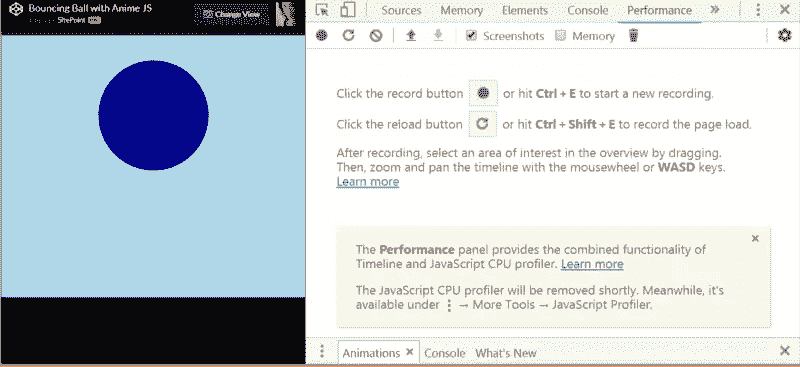 Bouncing Ball with Anime JS
SitePoint
Change View
Sources Memory Elements Console Performance »
Screenshots Memory
Click the record button or hit Ctrl + E to start a new recording.
Click the reload button or hit Ctrl + Shift + E to record the page load.
After recording, select an area of interest in the overview by dragging.
Then, zoom and pan the timeline with the mousewheel or WASD keys.
Learn more
The Performance panel provides the combined functionality of
Timeline and JavaScript CPU profiler. Learn more
The JavaScript CPU profiler will be removed shortly. Meanwhile, it's
available under ⋮ → More Tools → JavaScript Profiler.
Animations × Console What's New